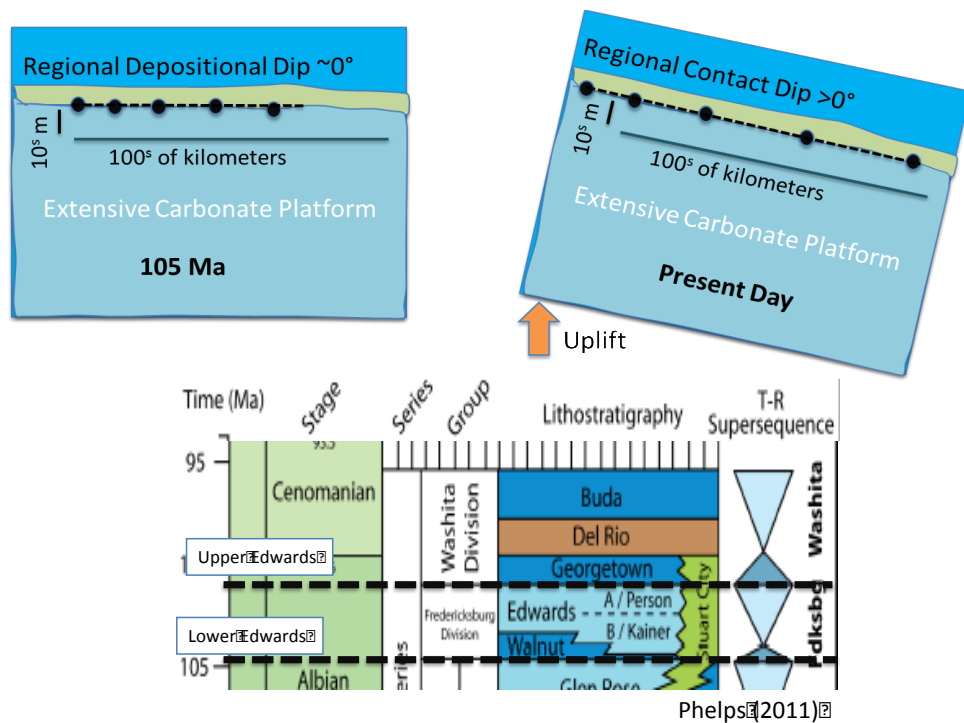 Regional Depositional Dip ~0°
10ˢ m
100ˢ of kilometers
Extensive Carbonate Platform
105 Ma
Regional Contact Dip >0°
10ˢ m
100ˢ of kilometers
Extensive Carbonate Platform
Present Day
Uplift
Time (Ma)
Stage
Series
Group
Lithostratigraphy
T-R
Supersequence
95
Cenomanian
Washita
Division
Buda
Del Rio
Washita
Upper Edwards
Georgetown
Stuart City
Edwards
A / Person
Fredericksburg
Division
B / Kainer
Fdksbg
Lower Edwards
Walnut
105
Albian
Glen Rose
Phelps (2011)